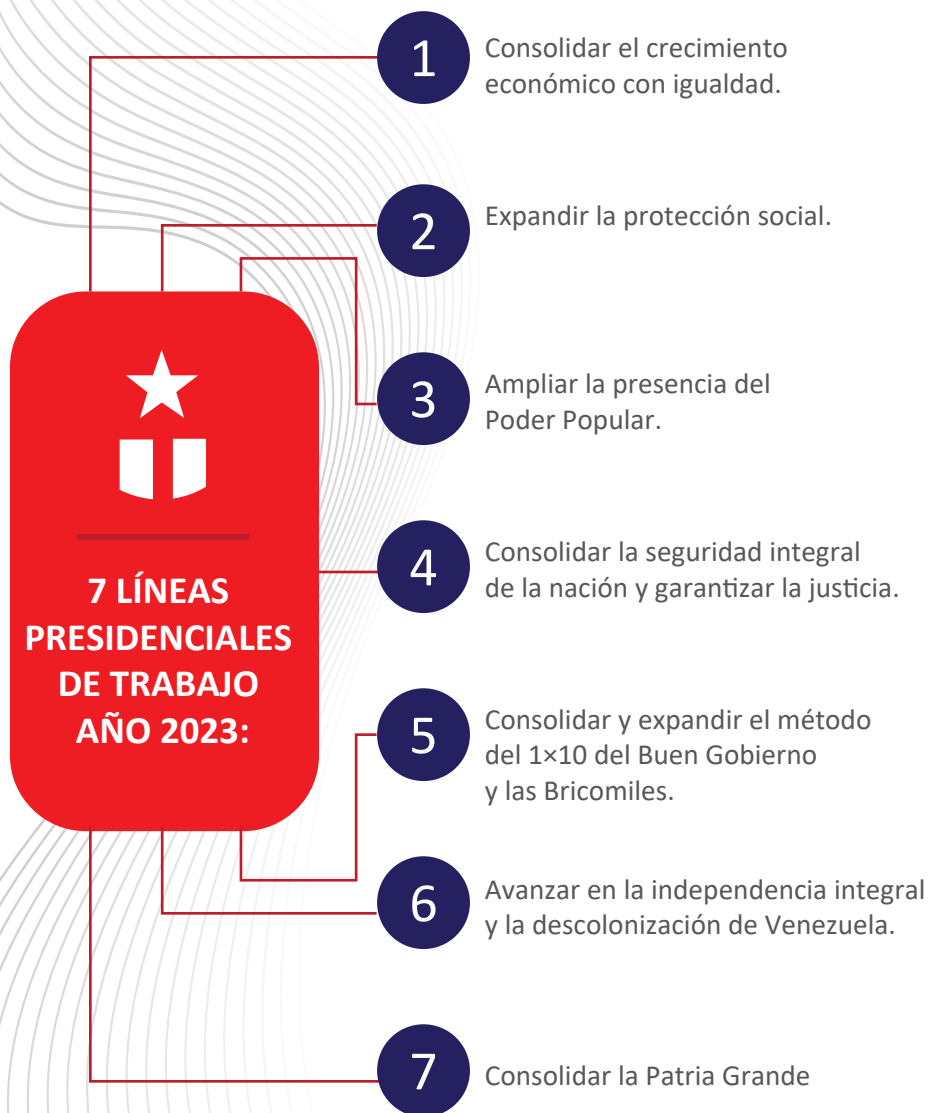 1
Consolidar el crecimiento
económico con igualdad.
2
Expandir la protección social.
3
Ampliar la presencia del
Poder Popular.
4
Consolidar la seguridad integral
de la nación y garantizar la justicia.
7 LÍNEAS
PRESIDENCIALES
DE TRABAJO
AÑO 2023:
5
Consolidar y expandir el método
del 1×10 del Buen Gobierno
y las Bricomiles.
6
Avanzar en la independencia integral
y la descolonización de Venezuela.
7
Consolidar la Patria Grande